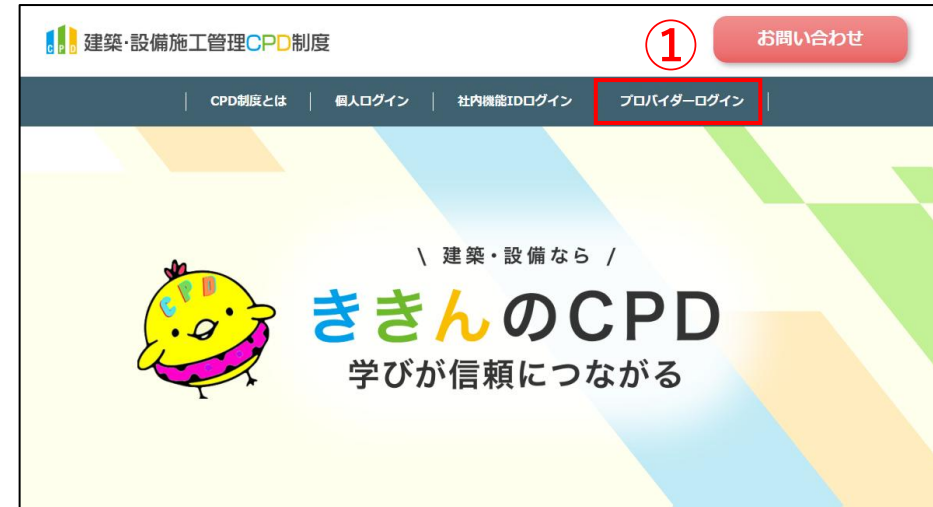 CPD 建築・設備施工管理CPD制度
①
お問い合わせ
CPD制度とは
個人ログイン
社内機能IDログイン
プロバイダーログイン
\ 建築・設備なら /
CPD
ききんのCPD
学びが信頼につながる